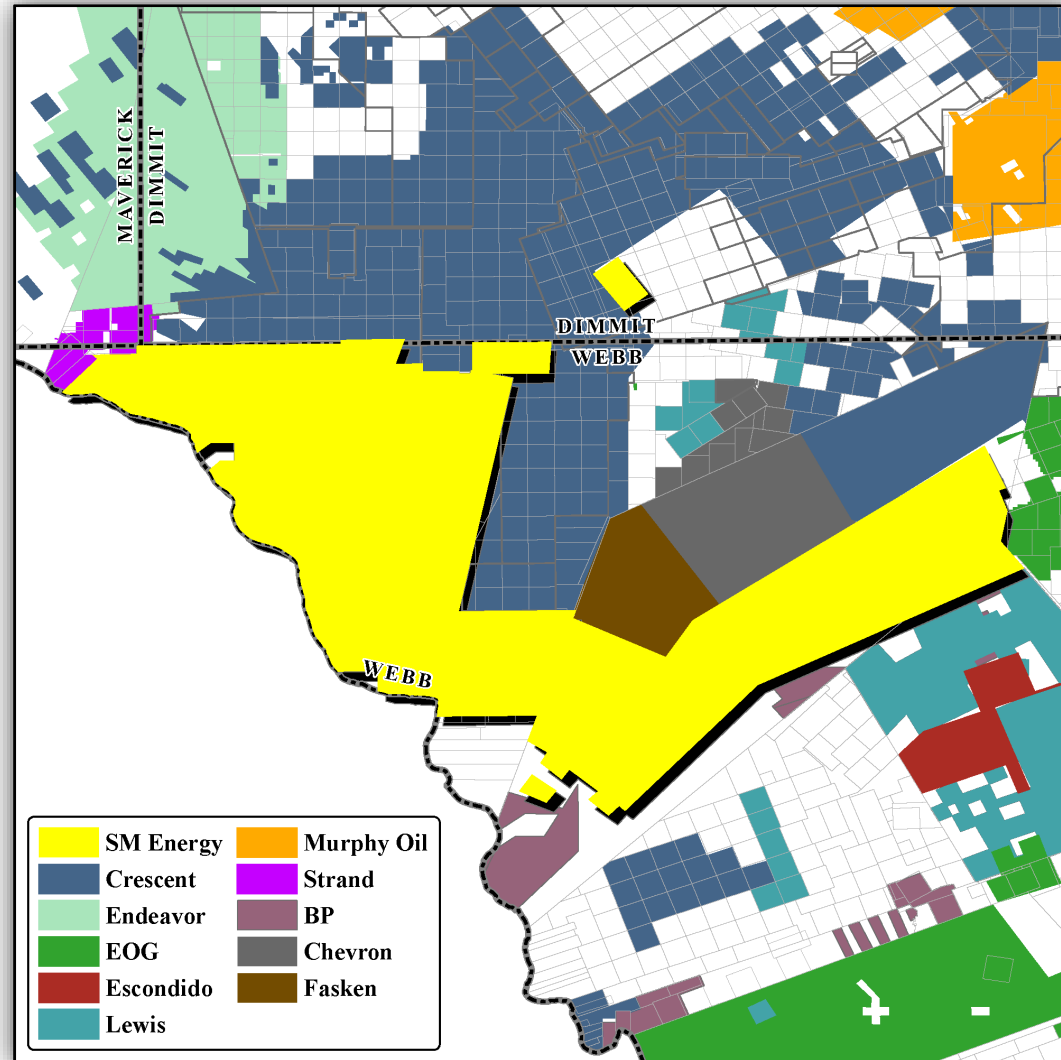 MAVERICK
DIMMIT
DIMMIT
WEBB
WEBB
SM Energy
Crescent
Endeavor
EOG
Escondido
Lewis
Murphy Oil
Strand
BP
Chevron
Fasken